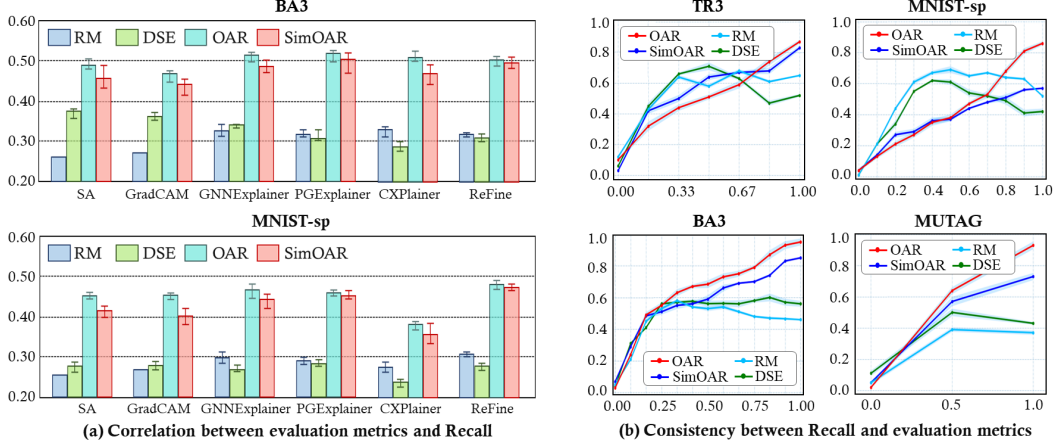 BA3
0.60
0.50
0.40
0.30
0.20
RM DSE OAR SimOAR
SA GradCAM GNNExplainer PGExplainer CXPlainer ReFine
MNIST-sp
0.60
0.50
0.40
0.30
0.20
RM DSE OAR SimOAR
SA GradCAM GNNExplainer PGExplainer CXPlainer ReFine
(a) Correlation between evaluation metrics and Recall
TR3
1.0
0.8
0.6
0.4
0.2
0.0
OAR RM
SimOAR DSE
0.00 0.33 0.67 1.00
MNIST-sp
1.0
0.8
0.6
0.4
0.2
0.0
OAR RM
SimOAR DSE
0.0 0.2 0.4 0.6 0.8 1.0
BA3
1.0
0.8
0.6
0.4
0.2
0.0
OAR RM
SimOAR DSE
0.00 0.25 0.50 0.75 1.00
MUTAG
1.0
0.8
0.6
0.4
0.2
0.0
OAR RM
SimOAR DSE
0.0 0.5 1.0
(b) Consistency between Recall and evaluation metrics